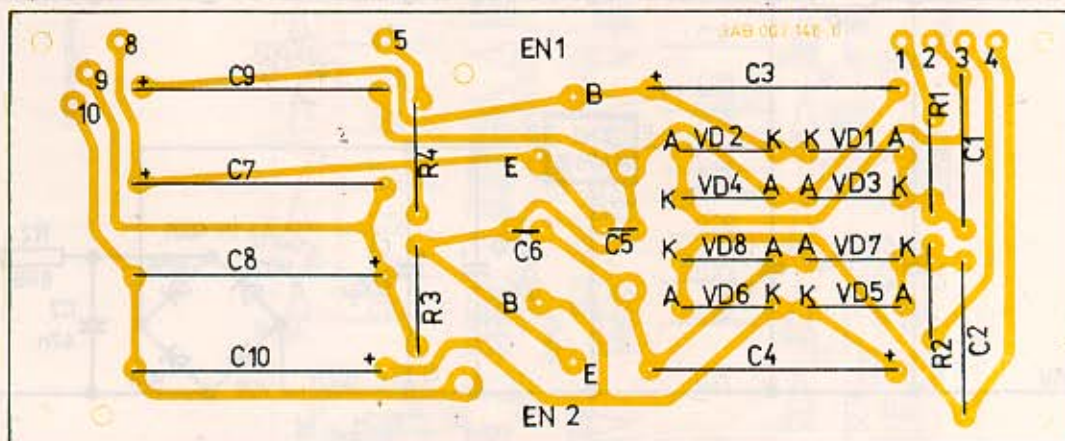 EN1
8
5
1
2
3
4
9
10
+ C9
B
+ C3
R1
C1
A VD2 K K VD1 A
+ C7
R4
E
K VD4 A A VD3 K
C6
C5
C8 +
R3
K VD8 A A VD7 K
B
A VD6 K K VD5 A
R2
C2
C10 +
E
C4 +
EN 2